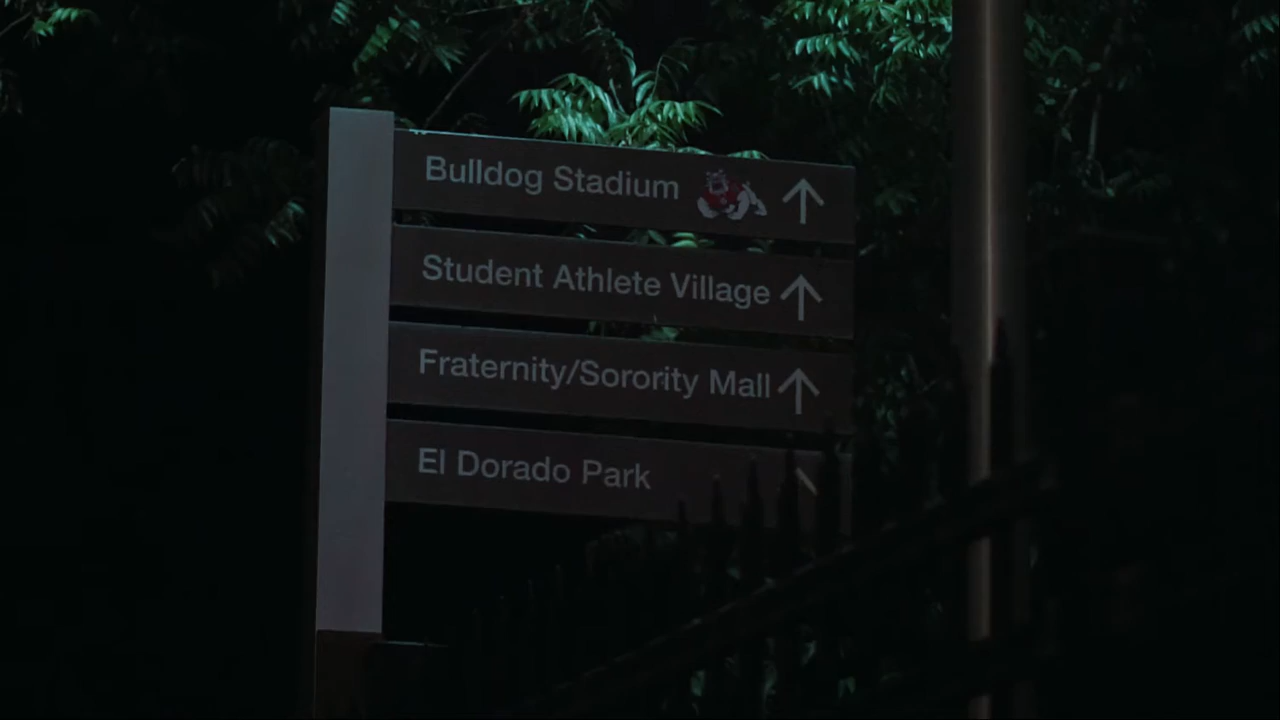 Bulldog Stadium
Student Athlete Village
Fraternity/Sorority Mall
El Dorado Park